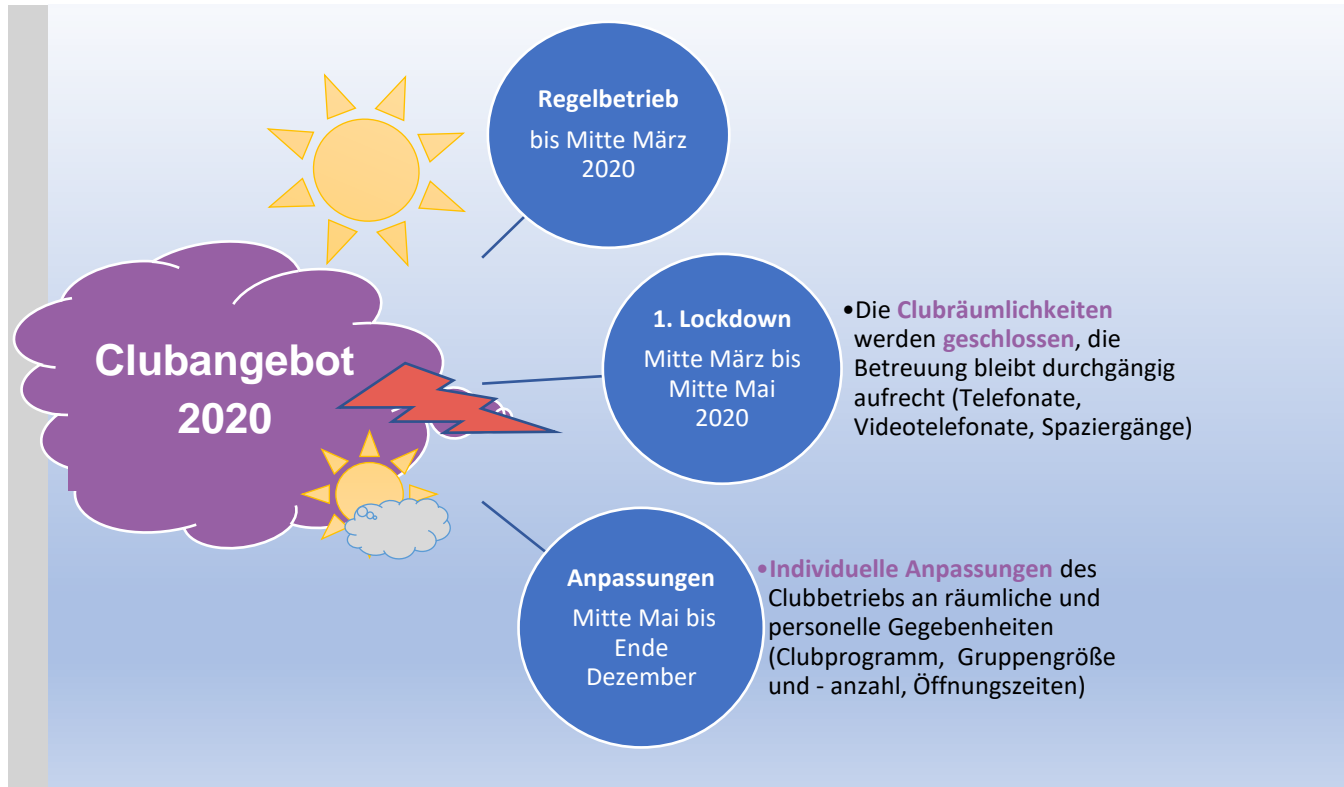 Clubangebot
2020
Regelbetrieb
bis Mitte März
2020
1. Lockdown
Mitte März bis
Mitte Mai
2020
•Die Clubräumlichkeiten
werden geschlossen, die
Betreuung bleibt durchgängig
aufrecht (Telefonate,
Videotelefonate, Spaziergänge)
Anpassungen
Mitte Mai bis
Ende
Dezember
•Individuelle Anpassungen des
Clubbetriebs an räumliche und
personelle Gegebenheiten
(Clubprogramm, Gruppengröße
und - anzahl, Öffnungszeiten)